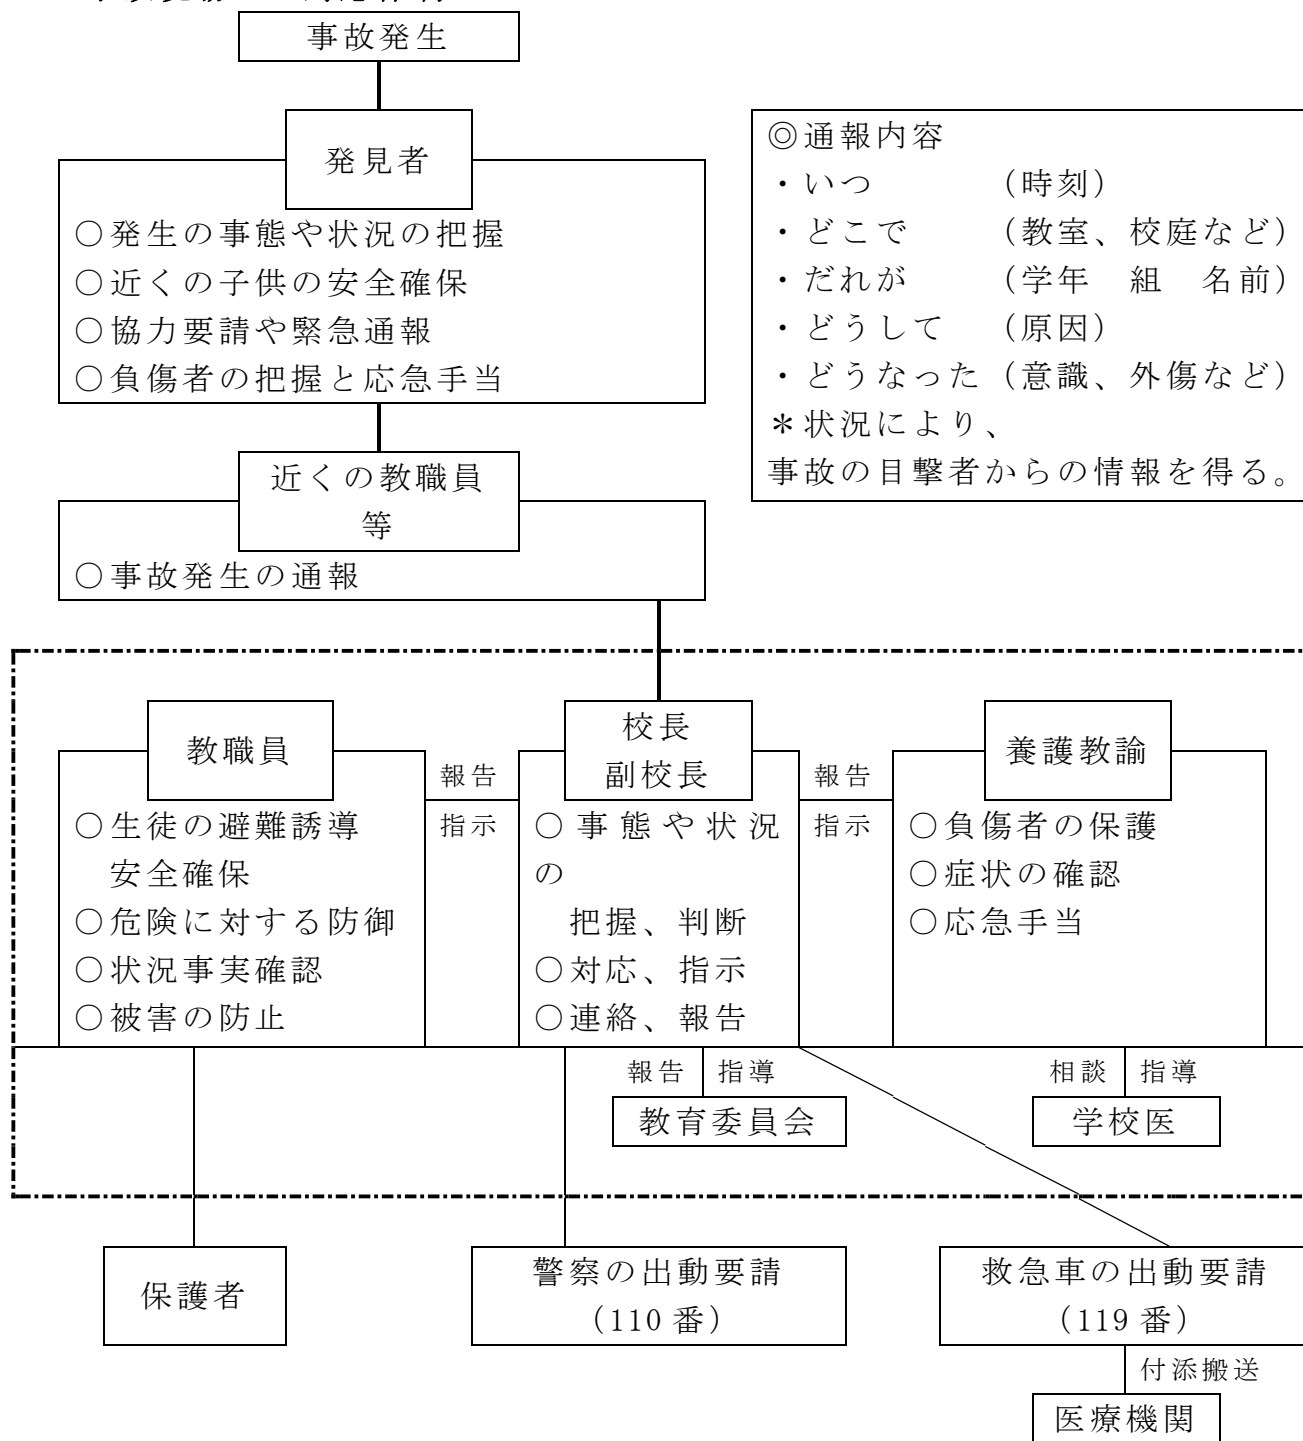 事故発生
発見者
○発生の事態や状況の把握
○近くの子供の安全確保
○協力要請や緊急通報
○負傷者の把握と応急手当
◎通報内容
・いつ　　　（時刻）
・どこで　　（教室、校庭など）
・だれが　　（学年　組　名前）
・どうして　（原因）
・どうなった（意識、外傷など）
＊状況により、
事故の目撃者からの情報を得る。
近くの教職員
等
○事故発生の通報
教職員
○生徒の避難誘導
安全確保
○危険に対する防御
○状況事実確認
○被害の防止
報告
指示
校長
副校長
○事態や状況
の
把握、判断
○対応、指示
○連絡、報告
報告
指示
養護教諭
○負傷者の保護
○症状の確認
○応急手当
報告　指導
教育委員会
相談　指導
学校医
保護者
警察の出動要請
（110 番）
救急車の出動要請
（119 番）
付添搬送
医療機関